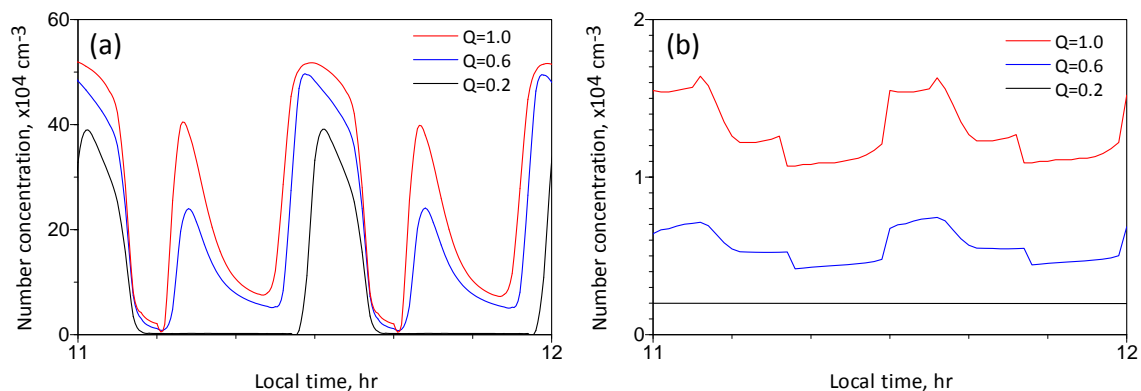 (a)
Number concentration, x10⁴ cm-3
60
40
20
0
Q=1.0
Q=0.6
Q=0.2
11
12
Local time, hr
(b)
Number concentration, x10⁴ cm-3
2
1
0
Q=1.0
Q=0.6
Q=0.2
11
12
Local time, hr